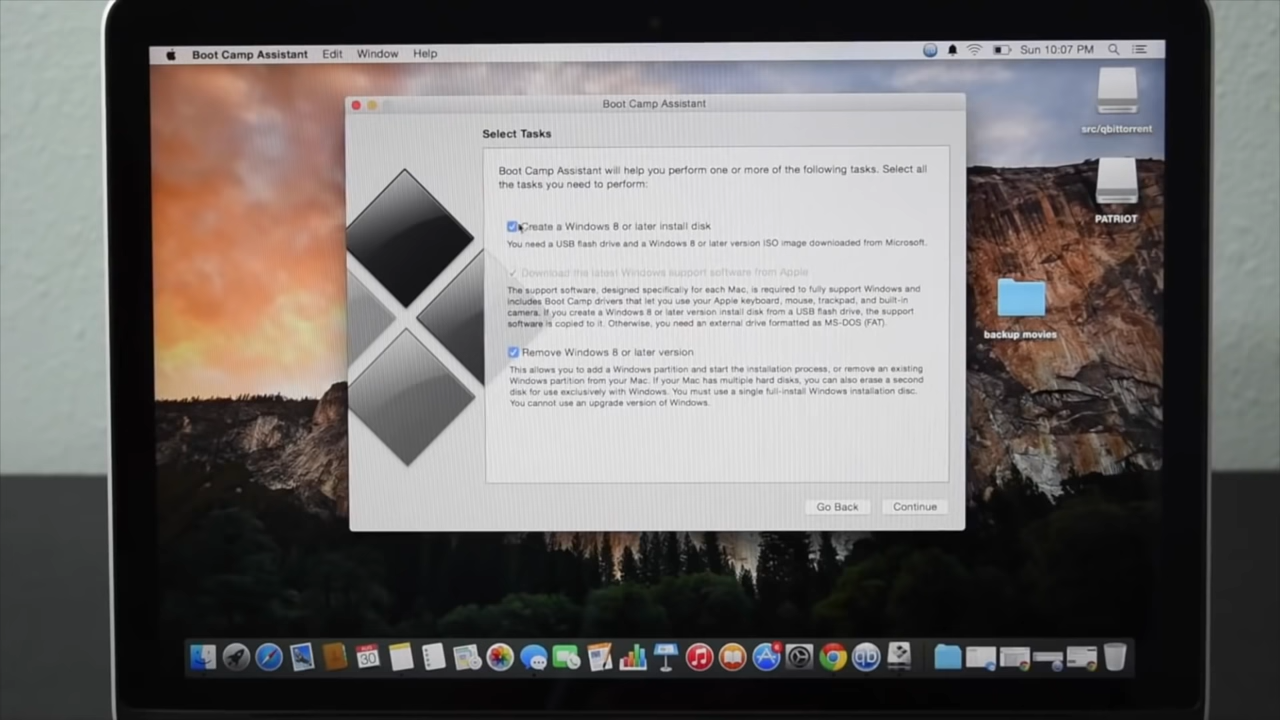 Boot Camp Assistant Edit Window Help Sun 10:07 PM
Boot Camp Assistant
Select Tasks
Boot Camp Assistant will help you perform one or more of the following tasks. Select all
the tasks you need to perform:
Create a Windows 8 or later install disk
You need a USB flash drive and a Windows 8 or later version ISO image downloaded from Microsoft.
Download the latest Windows support software from Apple
The support software, designed specifically for each Mac, is required to fully support Windows and
includes Boot Camp drivers that let you use your Apple keyboard, mouse, trackpad, and built-in
camera. If you create a Windows 8 or later version install disk from a USB flash drive, the support
software is copied to it. Otherwise, you need an external drive formatted as MS-DOS (FAT).
Remove Windows 8 or later version
This allows you to add a Windows partition and start the installation process, or remove an existing
Windows partition from your Mac. If your Mac has multiple hard disks, you can also erase a second
disk for use exclusively with Windows. You must use a single full-install Windows installation disc.
You cannot use an upgrade version of Windows.
Go Back Continue
src/qbittorrent
PATRIOT
backup movies
AUG
30
qb